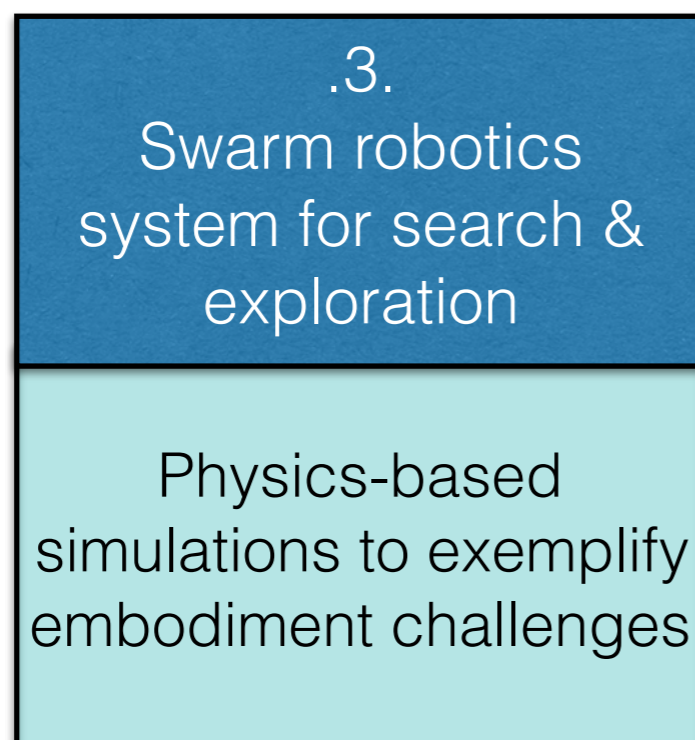 .3.
Swarm robotics
system for search &
exploration
Physics-based
simulations to exemplify
embodiment challenges